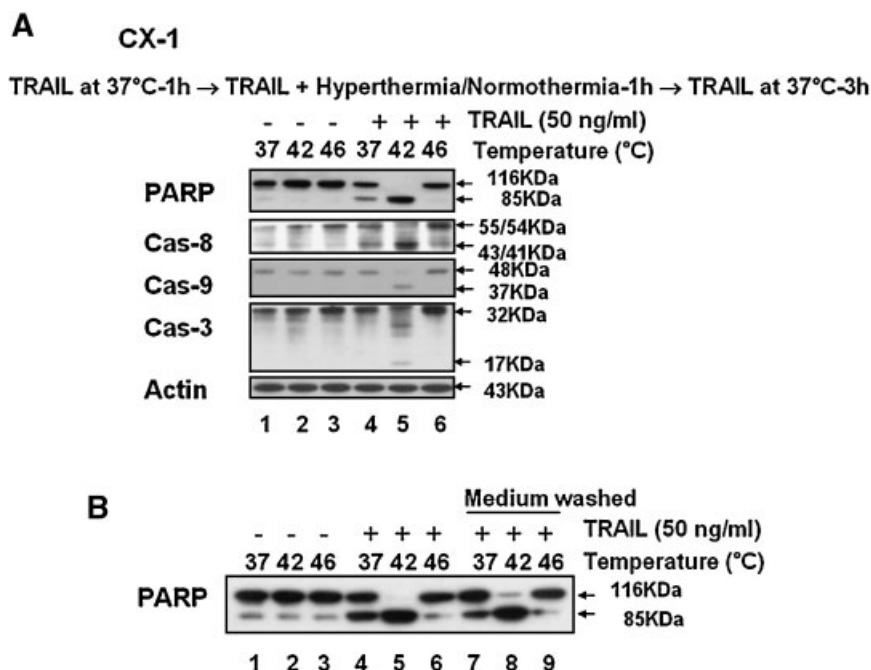 A
CX-1
TRAIL at 37°C-1h → TRAIL + Hyperthermia/Normothermia-1h → TRAIL at 37°C-3h
- - - + + + TRAIL (50 ng/ml)
37 42 46 37 42 46 Temperature (°C)
PARP 116KDa
85KDa
Cas-8 55/54KDa
43/41KDa
Cas-9 48KDa
37KDa
Cas-3 32KDa
17KDa
Actin 43KDa
1 2 3 4 5 6
B
Medium washed
- - - + + + + + + TRAIL (50 ng/ml)
37 42 46 37 42 46 37 42 46 Temperature (°C)
PARP 116KDa
85KDa
1 2 3 4 5 6 7 8 9